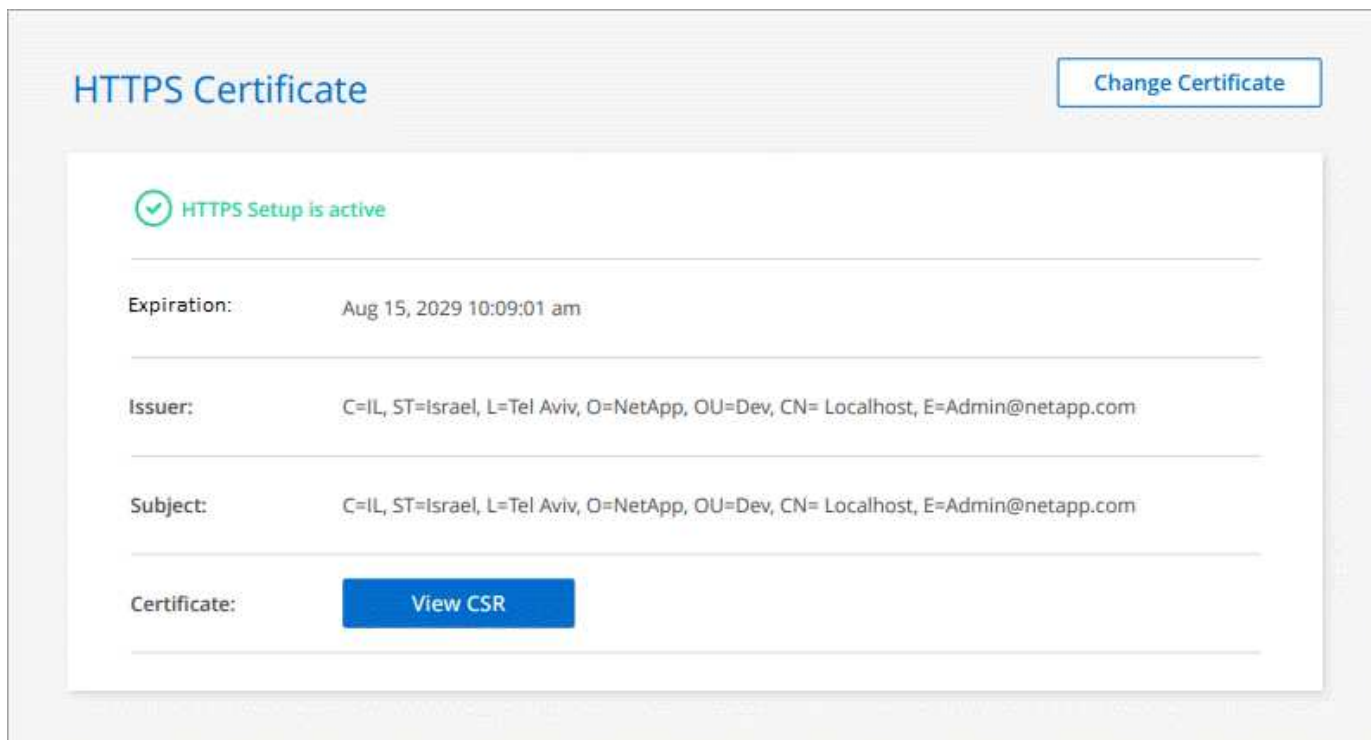 HTTPS Certificate
Change Certificate
HTTPS Setup is active
Expiration: Aug 15, 2029 10:09:01 am
Issuer: C=IL, ST=Israel, L=Tel Aviv, O=NetApp, OU=Dev, CN= Localhost, E=Admin@netapp.com
Subject: C=IL, ST=Israel, L=Tel Aviv, O=NetApp, OU=Dev, CN= Localhost, E=Admin@netapp.com
Certificate: View CSR